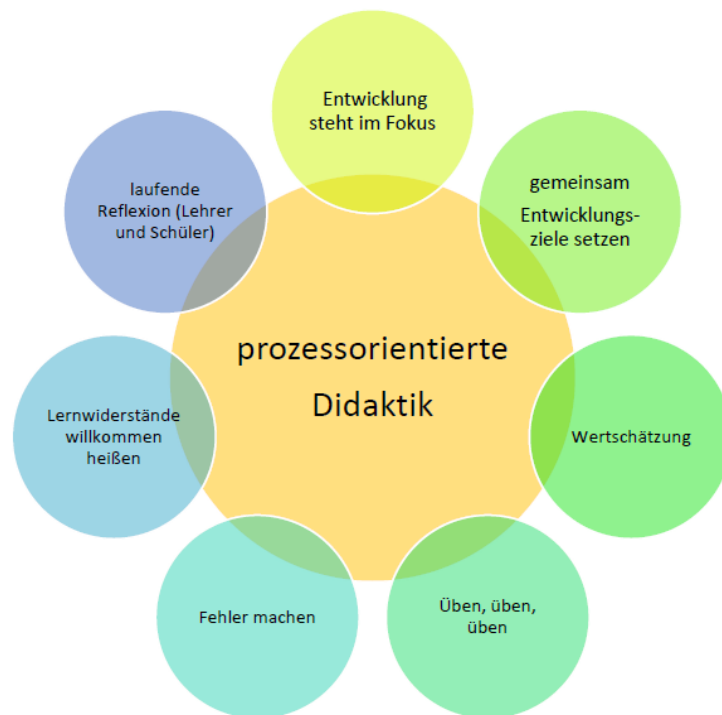 Entwicklung
steht im Fokus
gemeinsam
Entwicklungs-
ziele setzen
Wertschätzung
Üben, üben,
üben
Fehler machen
Lernwiderstände
willkommen
heißen
laufende
Reflexion (Lehrer
und Schüler)
prozessorientierte
Didaktik